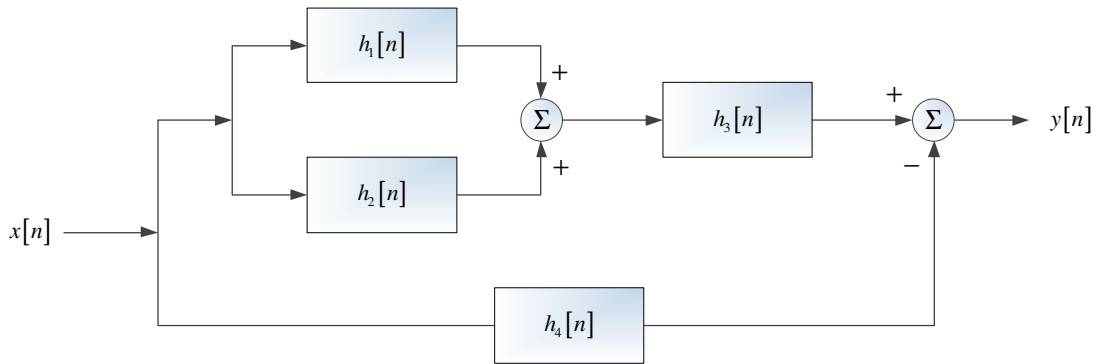 h₁[n]
+
Σ
+
h₂[n]
h₃[n]
+
Σ
−
y[n]
x[n]
h₄[n]